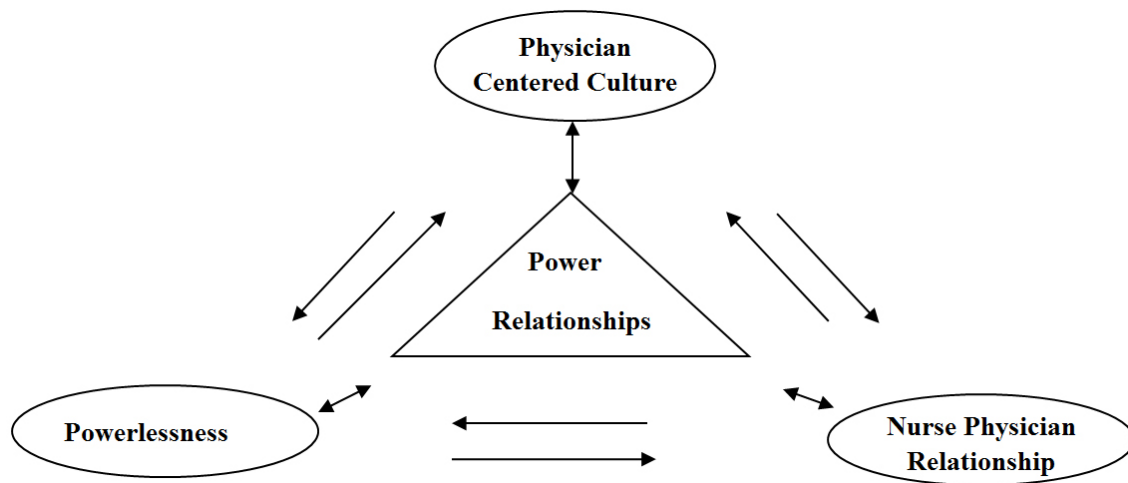 Physician
Centered Culture
Power
Relationships
Powerlessness
Nurse Physician
Relationship